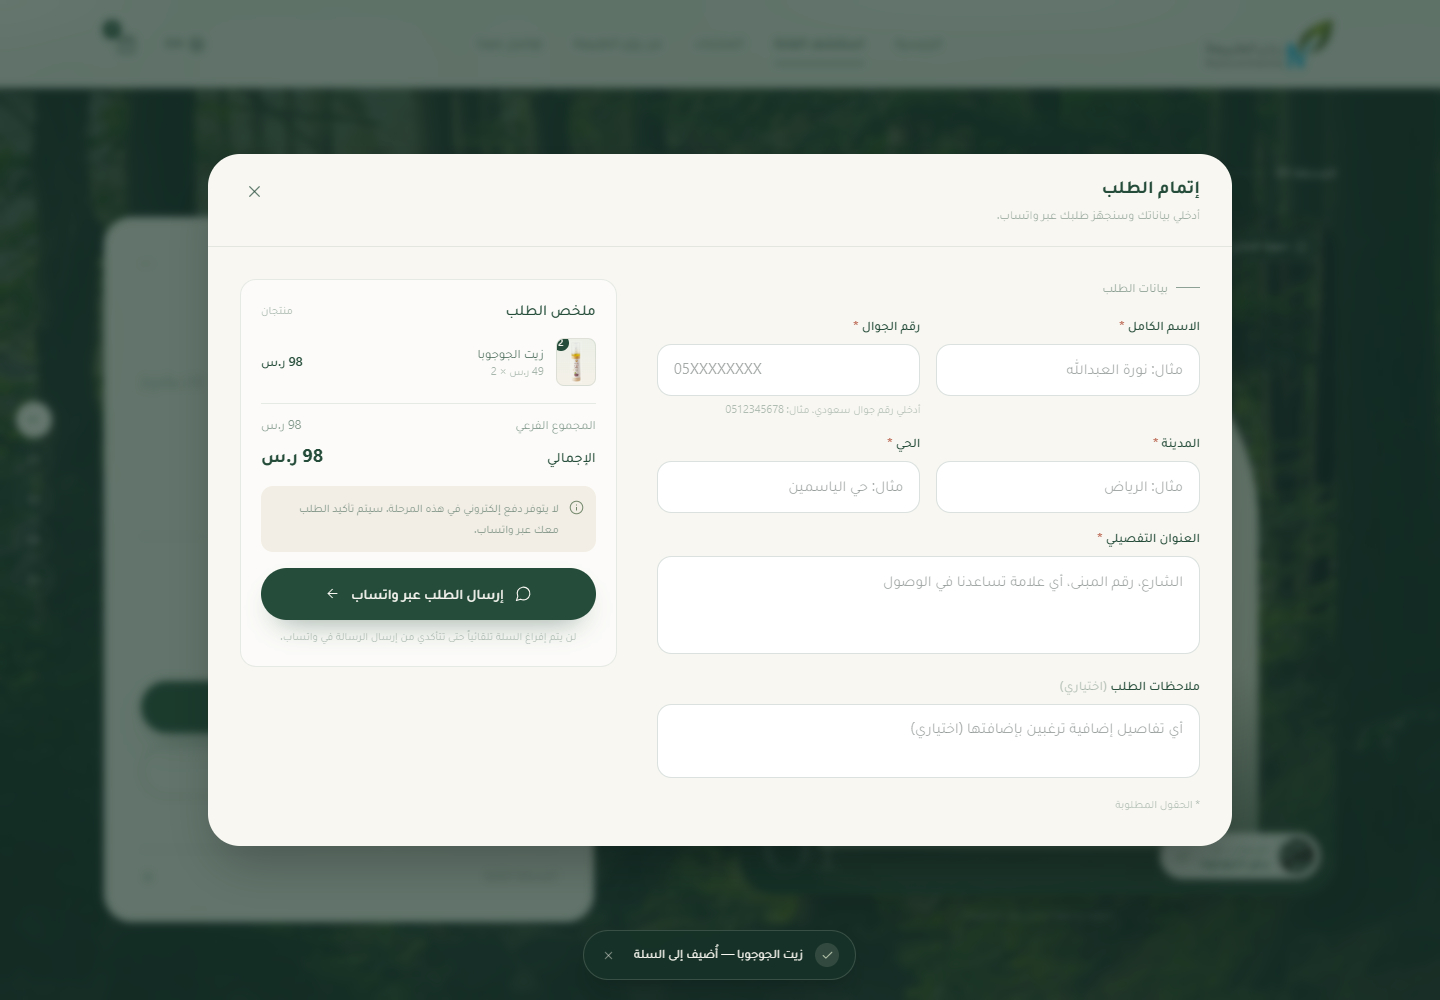 إتمام الطلب
أدخلي بياناتك وسنجهّز طلبك عبر واتساب.
بيانات الطلب
الاسم الكامل *
مثال: نورة العبدالله
رقم الجوال *
05XXXXXXXX
أدخلي رقم جوال سعودي، مثال: 0512345678
المدينة *
مثال: الرياض
الحي *
مثال: حي الياسمين
العنوان التفصيلي *
الشارع، رقم المبنى، أي علامة تساعدنا في الوصول
ملاحظات الطلب (اختياري)
أي تفاصيل إضافية ترغبين بإضافتها (اختياري)
* الحقول المطلوبة
ملخص الطلب
منتجان
2
زيت الجوجوبا
49 ر.س × 2
98 ر.س
المجموع الفرعي
98 ر.س
الإجمالي
98 ر.س
لا يتوفر دفع إلكتروني في هذه المرحلة، سيتم تأكيد الطلب
معك عبر واتساب.
إرسال الطلب عبر واتساب
لن يتم إفراغ السلة تلقائياً حتى تتأكدي من إرسال الرسالة في واتساب.
زيت الجوجوبا — أُضيف إلى السلة